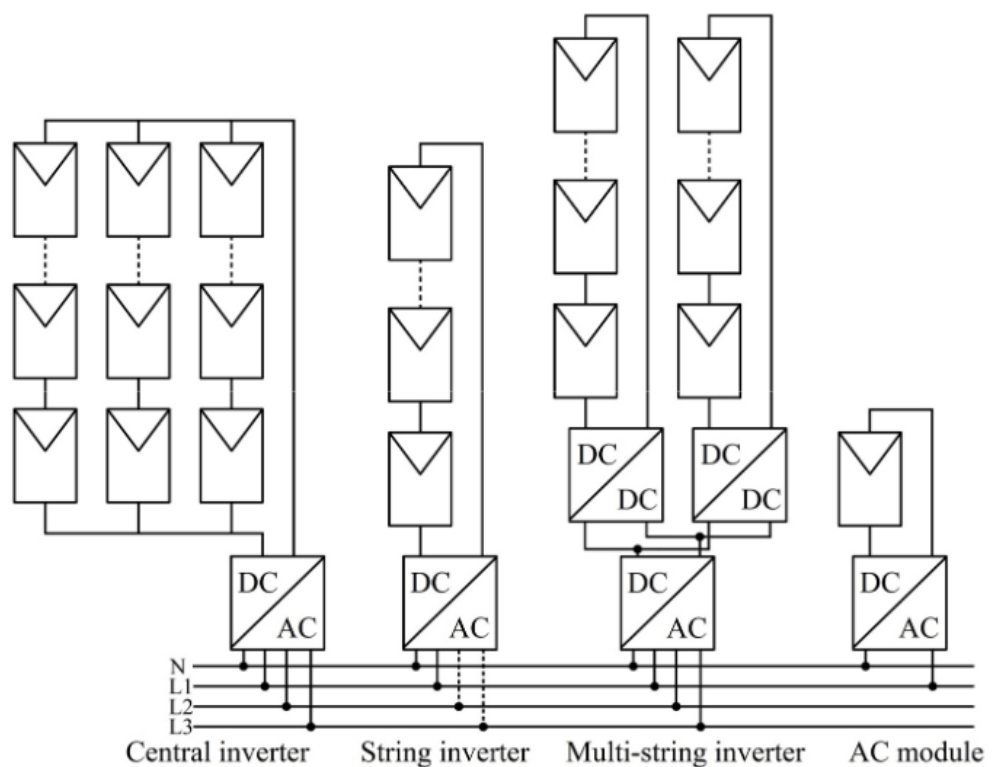 DC
DC
DC
DC
DC
AC
DC
AC
DC
AC
DC
AC
N
L1
L2
L3
Central inverter
String inverter
Multi-string inverter
AC module